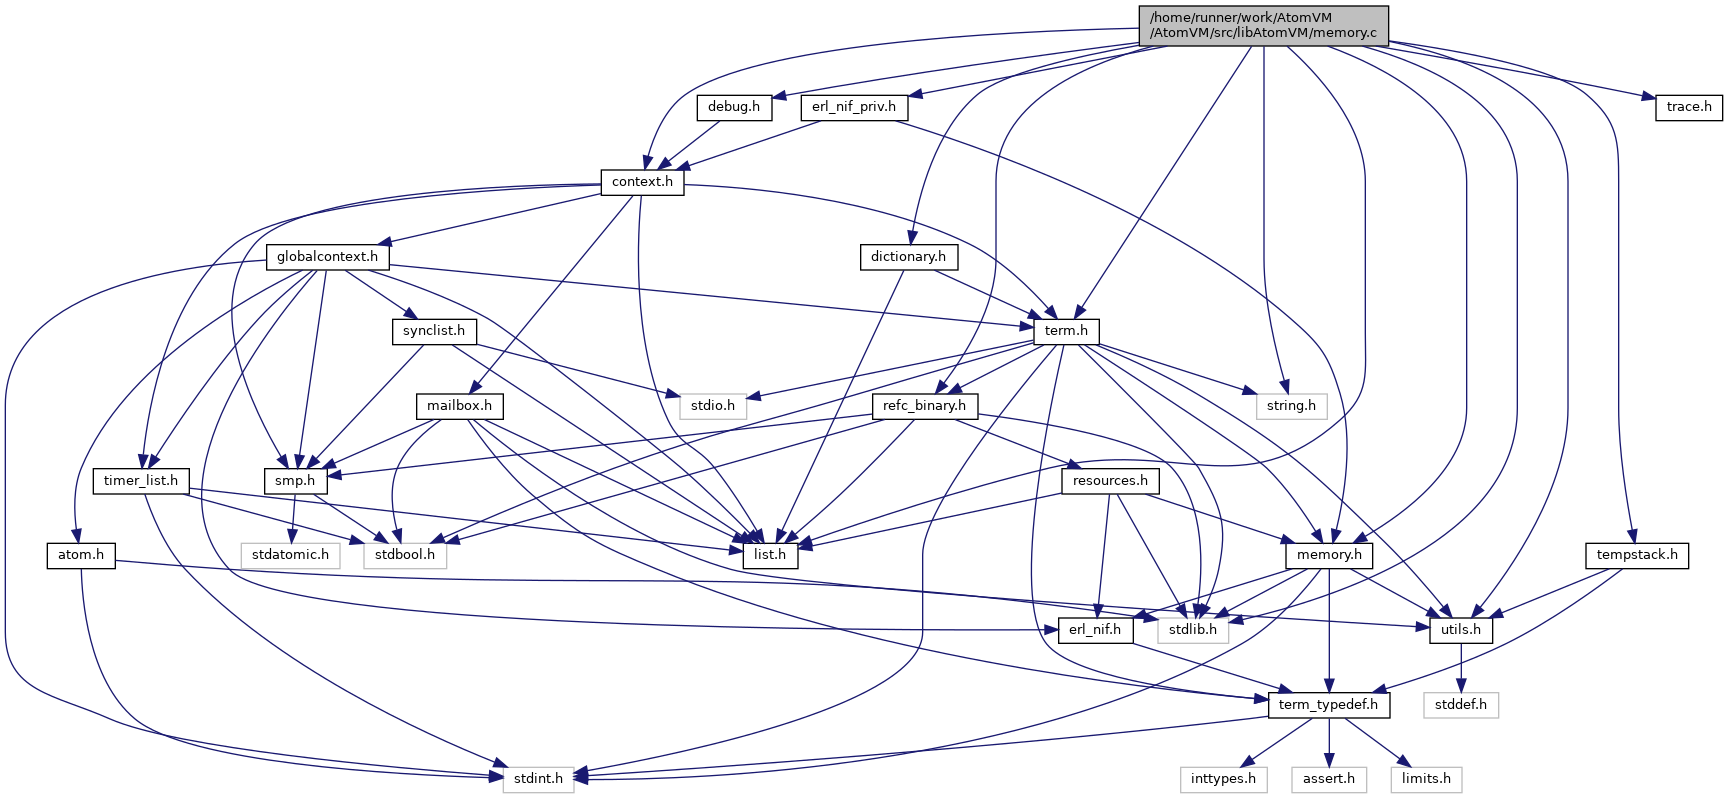 /home/runner/work/AtomVM
/AtomVM/src/libAtomVM/memory.c
debug.h
erl_nif_priv.h
trace.h
context.h
globalcontext.h
dictionary.h
synclist.h
term.h
stdio.h
mailbox.h
refc_binary.h
string.h
timer_list.h
smp.h
resources.h
atom.h
stdatomic.h
stdbool.h
list.h
memory.h
tempstack.h
erl_nif.h
stdlib.h
utils.h
term_typedef.h
stddef.h
stdint.h
inttypes.h
assert.h
limits.h